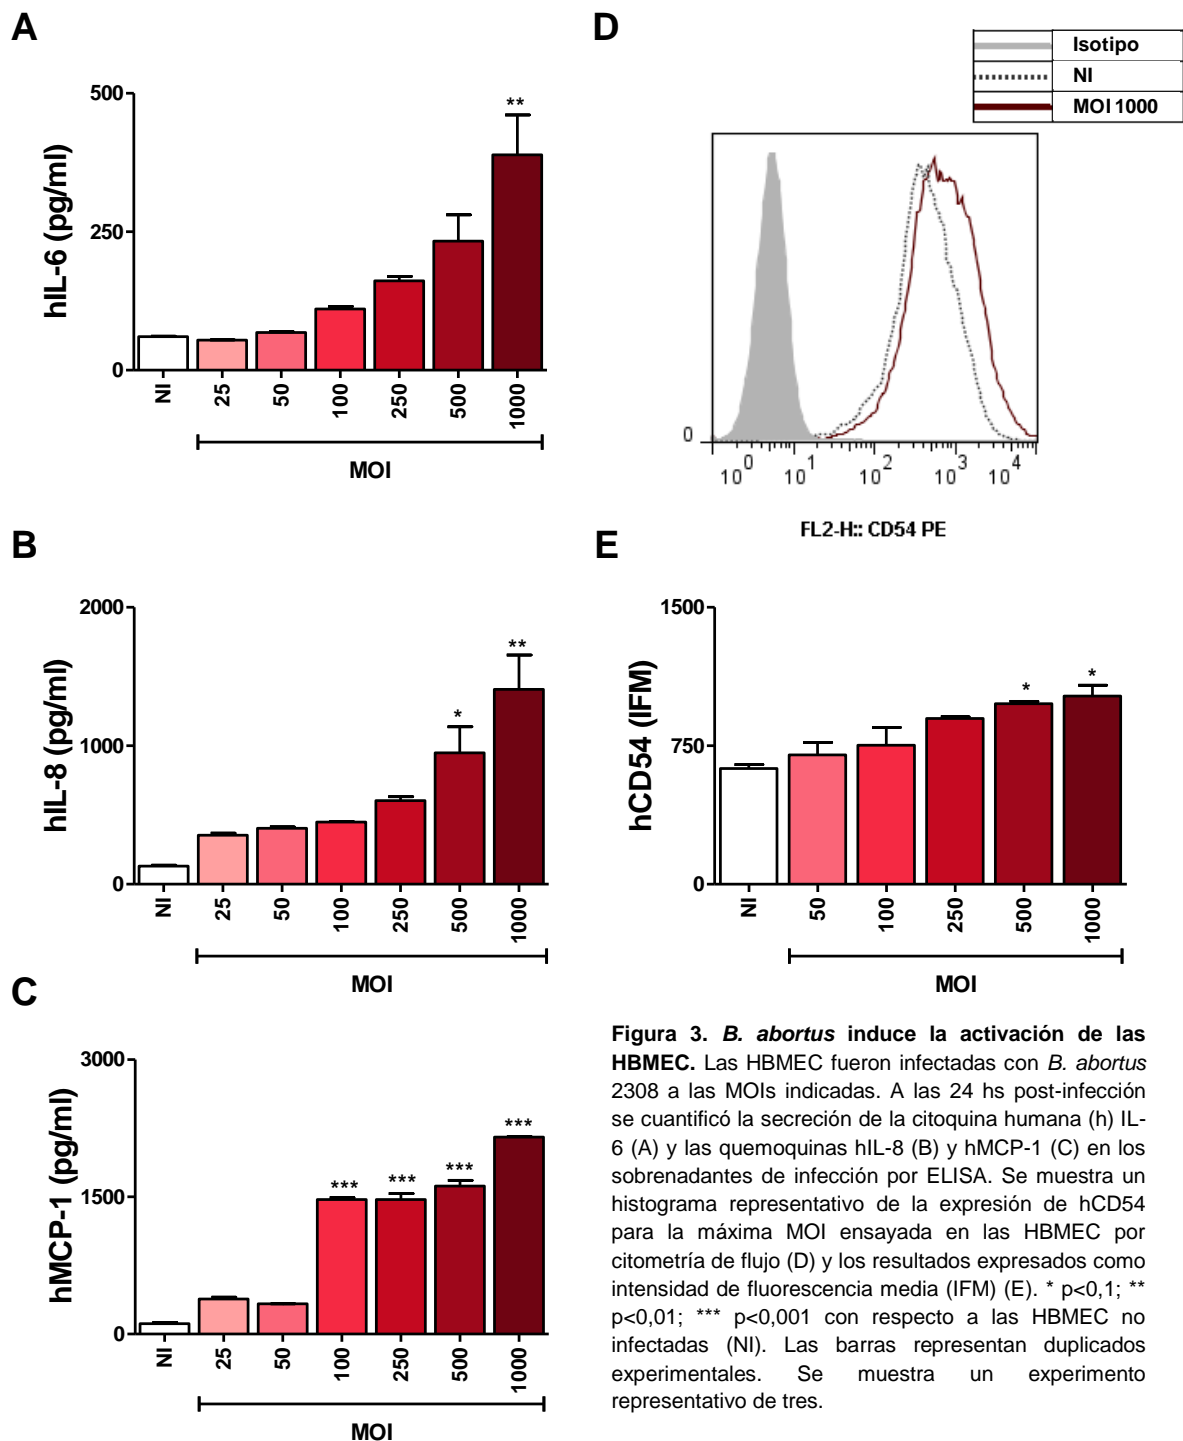 A
500
250
0
hIL-6 (pg/ml)
**
NI
25
50
100
250
500
1000
MOI
D
Isotipo
NI
MOI 1000
0
10^0
10^1
10^2
10^3
10^4
FL2-H:: CD54 PE
B
2000
1000
0
hIL-8 (pg/ml)
*
**
NI
25
50
100
250
500
1000
MOI
E
1500
750
0
hCD54 (IFM)
*
*
NI
50
100
250
500
1000
MOI
C
3000
1500
0
hMCP-1 (pg/ml)
***
***
***
***
NI
25
50
100
250
500
1000
MOI
Figura 3. B. abortus induce la activación de las
HBMEC. Las HBMEC fueron infectadas con B. abortus
2308 a las MOIs indicadas. A las 24 hs post-infección
se cuantificó la secreción de la citoquina humana (h) IL-
6 (A) y las quemoquinas hIL-8 (B) y hMCP-1 (C) en los
sobrenadantes de infección por ELISA. Se muestra un
histograma representativo de la expresión de hCD54
para la máxima MOI ensayada en las HBMEC por
citometría de flujo (D) y los resultados expresados como
intensidad de fluorescencia media (IFM) (E). * p<0,1; **
p<0,01; *** p<0,001 con respecto a las HBMEC no
infectadas (NI). Las barras representan duplicados
experimentales. Se muestra un experimento
representativo de tres.